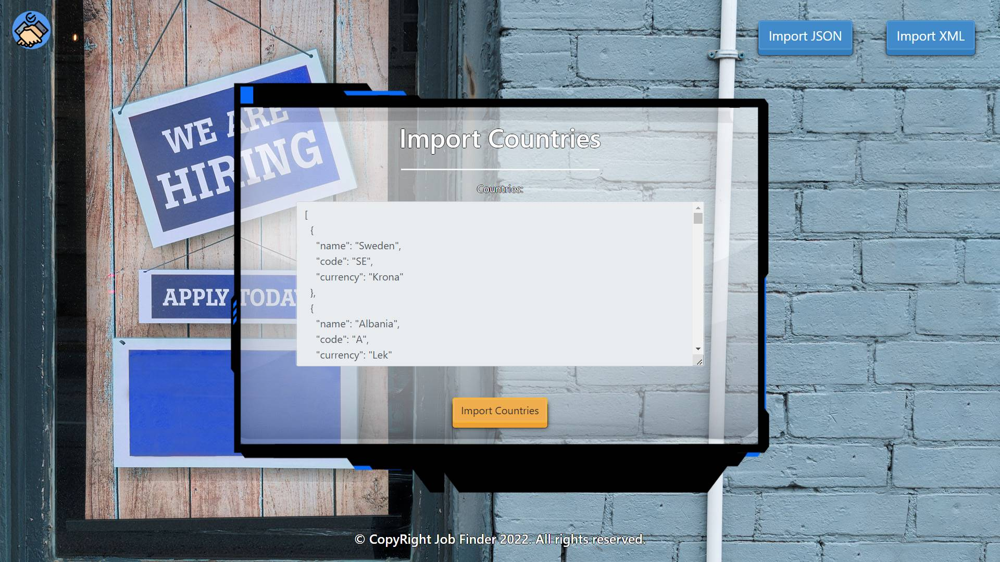 Import JSON
Import XML
WE ARE
HIRING
Import Countries
Countries:
[
{
"name": "Sweden",
"code": "SE",
"currency": "Krona"
},
{
"name": "Albania",
"code": "A",
"currency": "Lek"
APPLY TODAY
Import Countries
© CopyRight Job Finder 2022. All rights reserved.